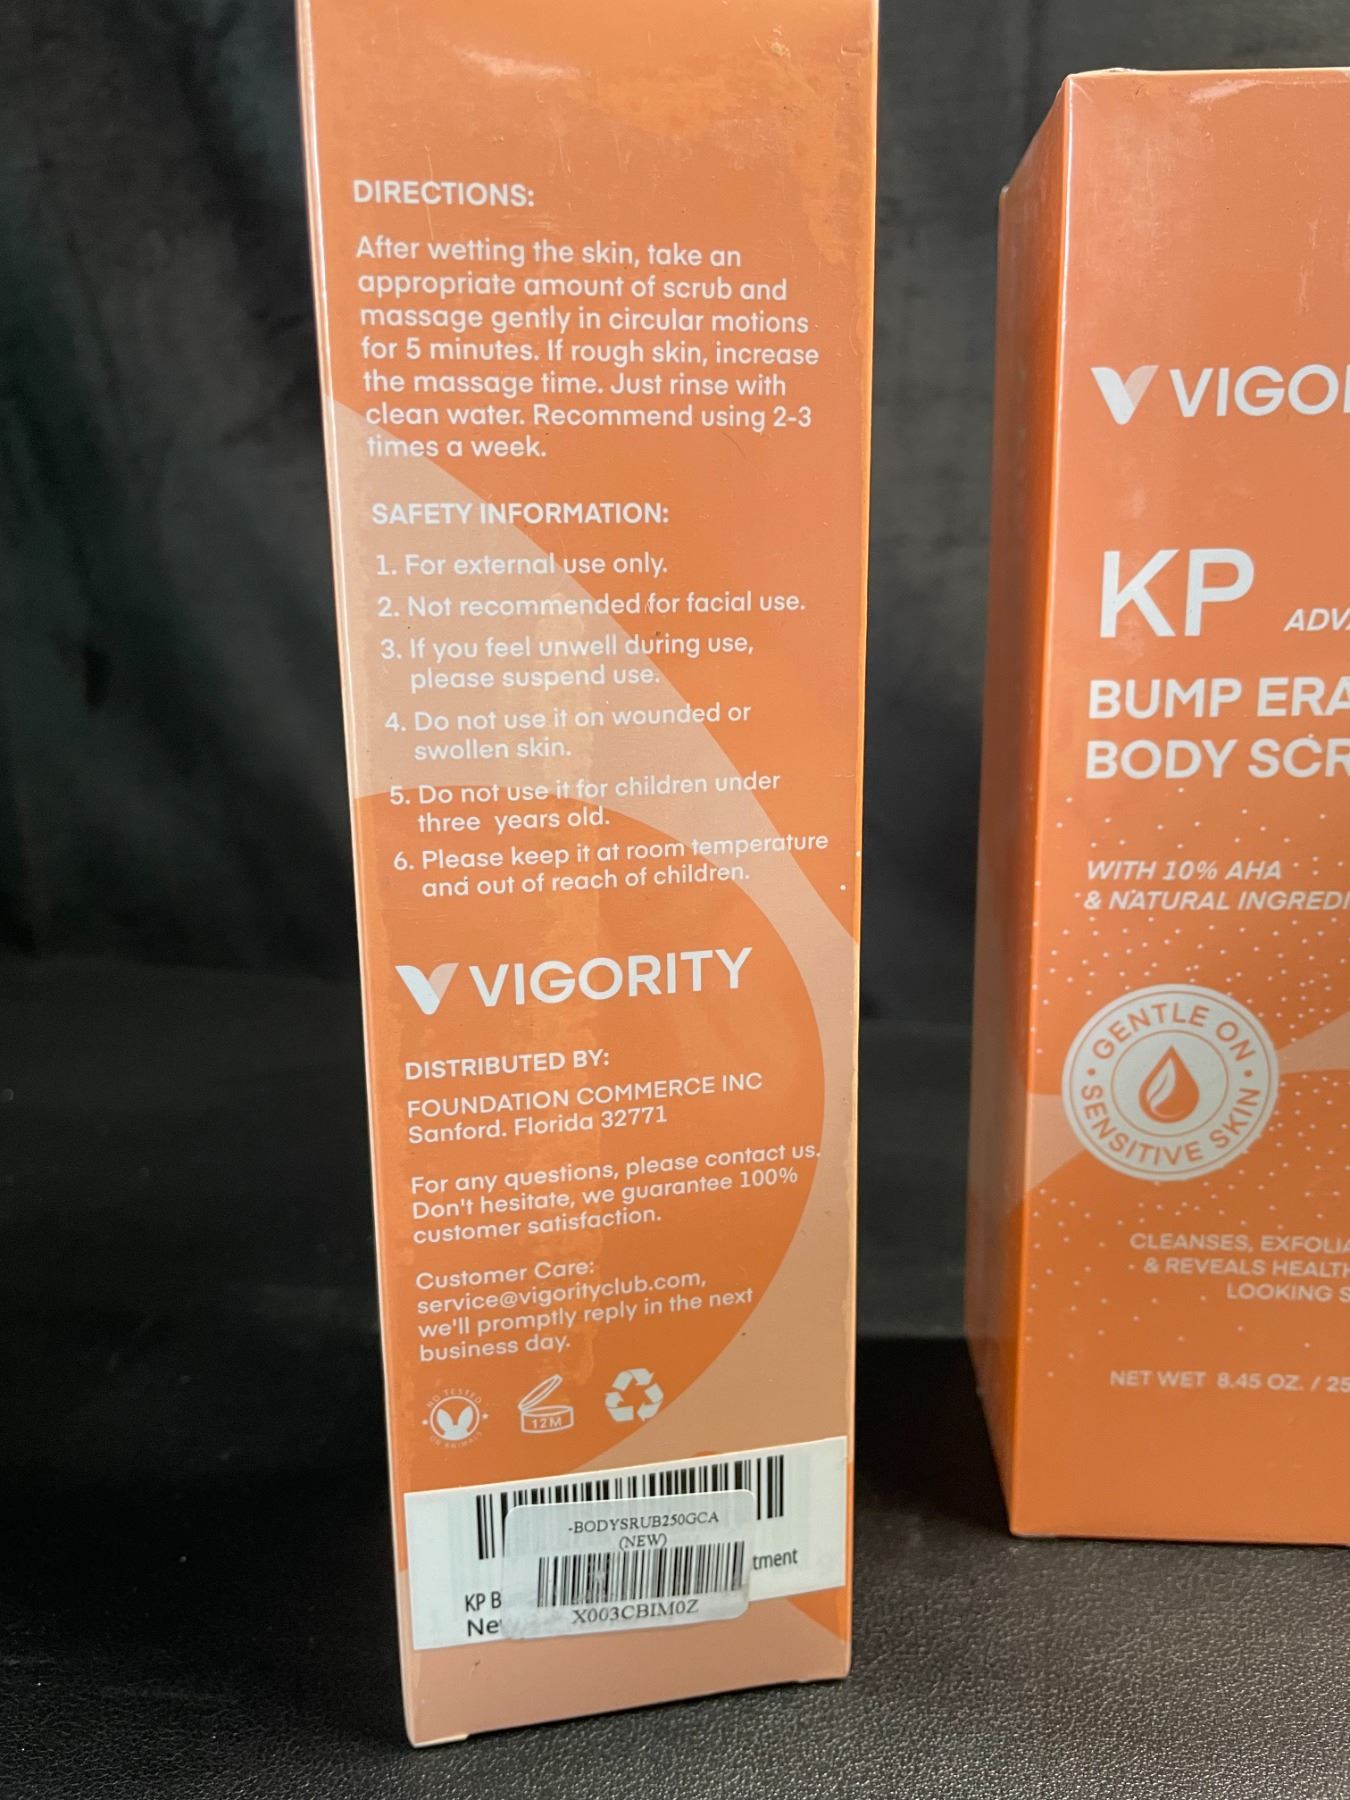 DIRECTIONS:
After wetting the skin, take an
appropriate amount of scrub and
massage gently in circular motions
for 5 minutes. If rough skin, increase
the massage time. Just rinse with
clean water. Recommend using 2-3
times a week.
SAFETY INFORMATION:
1. For external use only.
2. Not recommended for facial use.
3. If you feel unwell during use,
please suspend use.
4. Do not use it on wounded or
swollen skin.
5. Do not use it for children under
three years old.
6. Please keep it at room temperature
and out of reach of children.
VIGORITY
DISTRIBUTED BY:
FOUNDATION COMMERCE INC
Sanford. Florida 32771
For any questions, please contact us.
Don't hesitate, we guarantee 100%
customer satisfaction.
Customer Care:
service@vigorityclub.com,
we'll promptly reply in the next
business day.
NO TESTED
ON ANIMALS
12M
-BODYSRUB250GCA
(NEW)
tment
KP B
Ne
X003CBIM0Z
VIGO
KP ADV
BUMP ERA
BODY SCR
WITH 10% AHA
& NATURAL INGREDI
GENTLE ON
SENSITIVE SKIN
CLEANSES, EXFOLIA
& REVEALS HEALTH
LOOKING S
NET WET 8.45 OZ. / 25